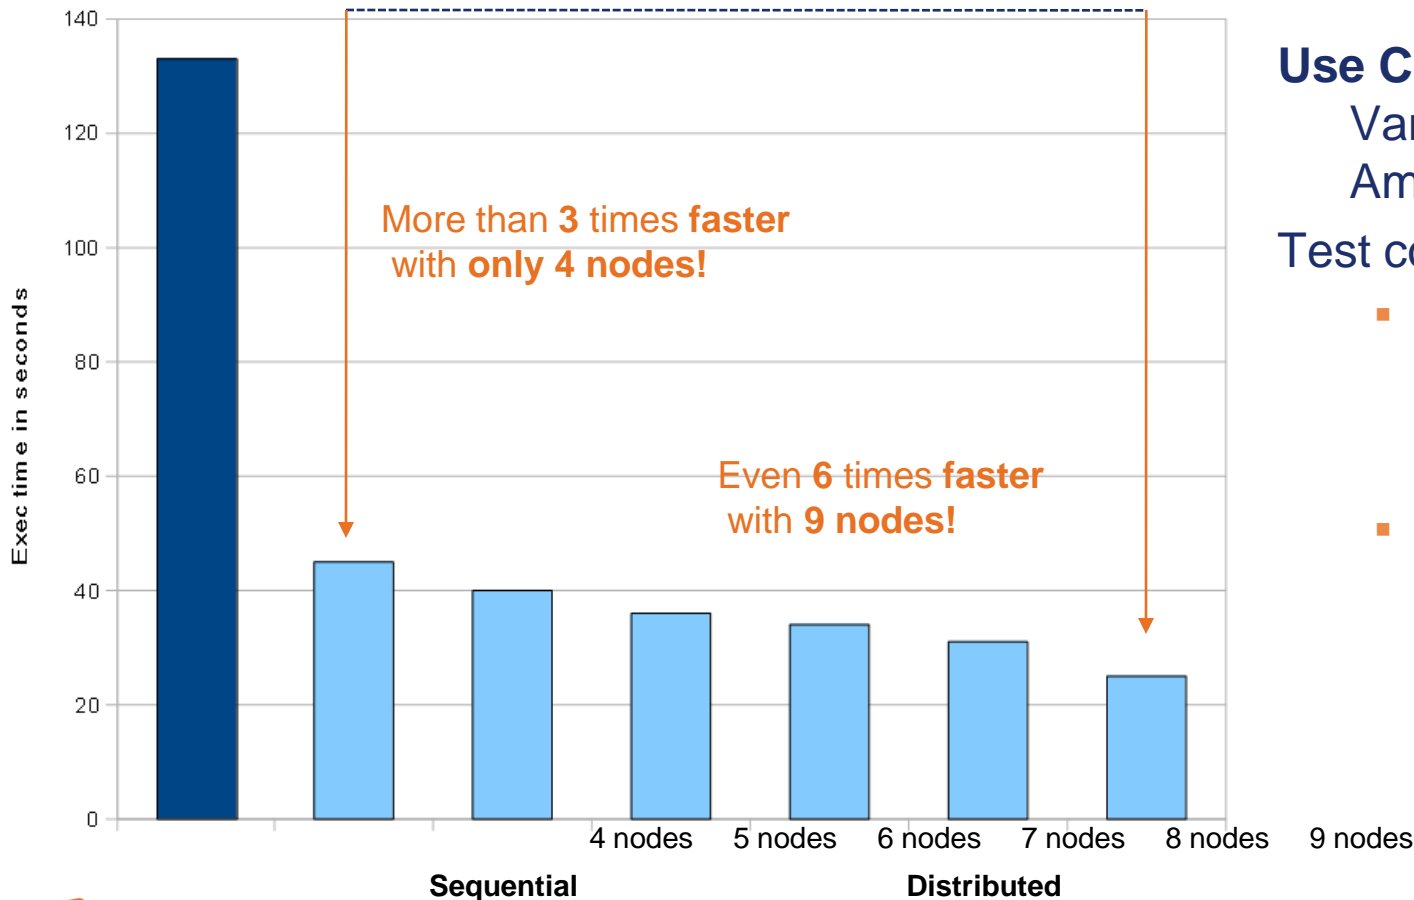 140
120
100
80
60
40
20
0
Exec time in seconds
More than 3 times faster
with only 4 nodes!
Even 6 times faster
with 9 nodes!
4 nodes 5 nodes 6 nodes 7 nodes 8 nodes 9 nodes
Sequential Distributed
Use C
Var
Am
Test co